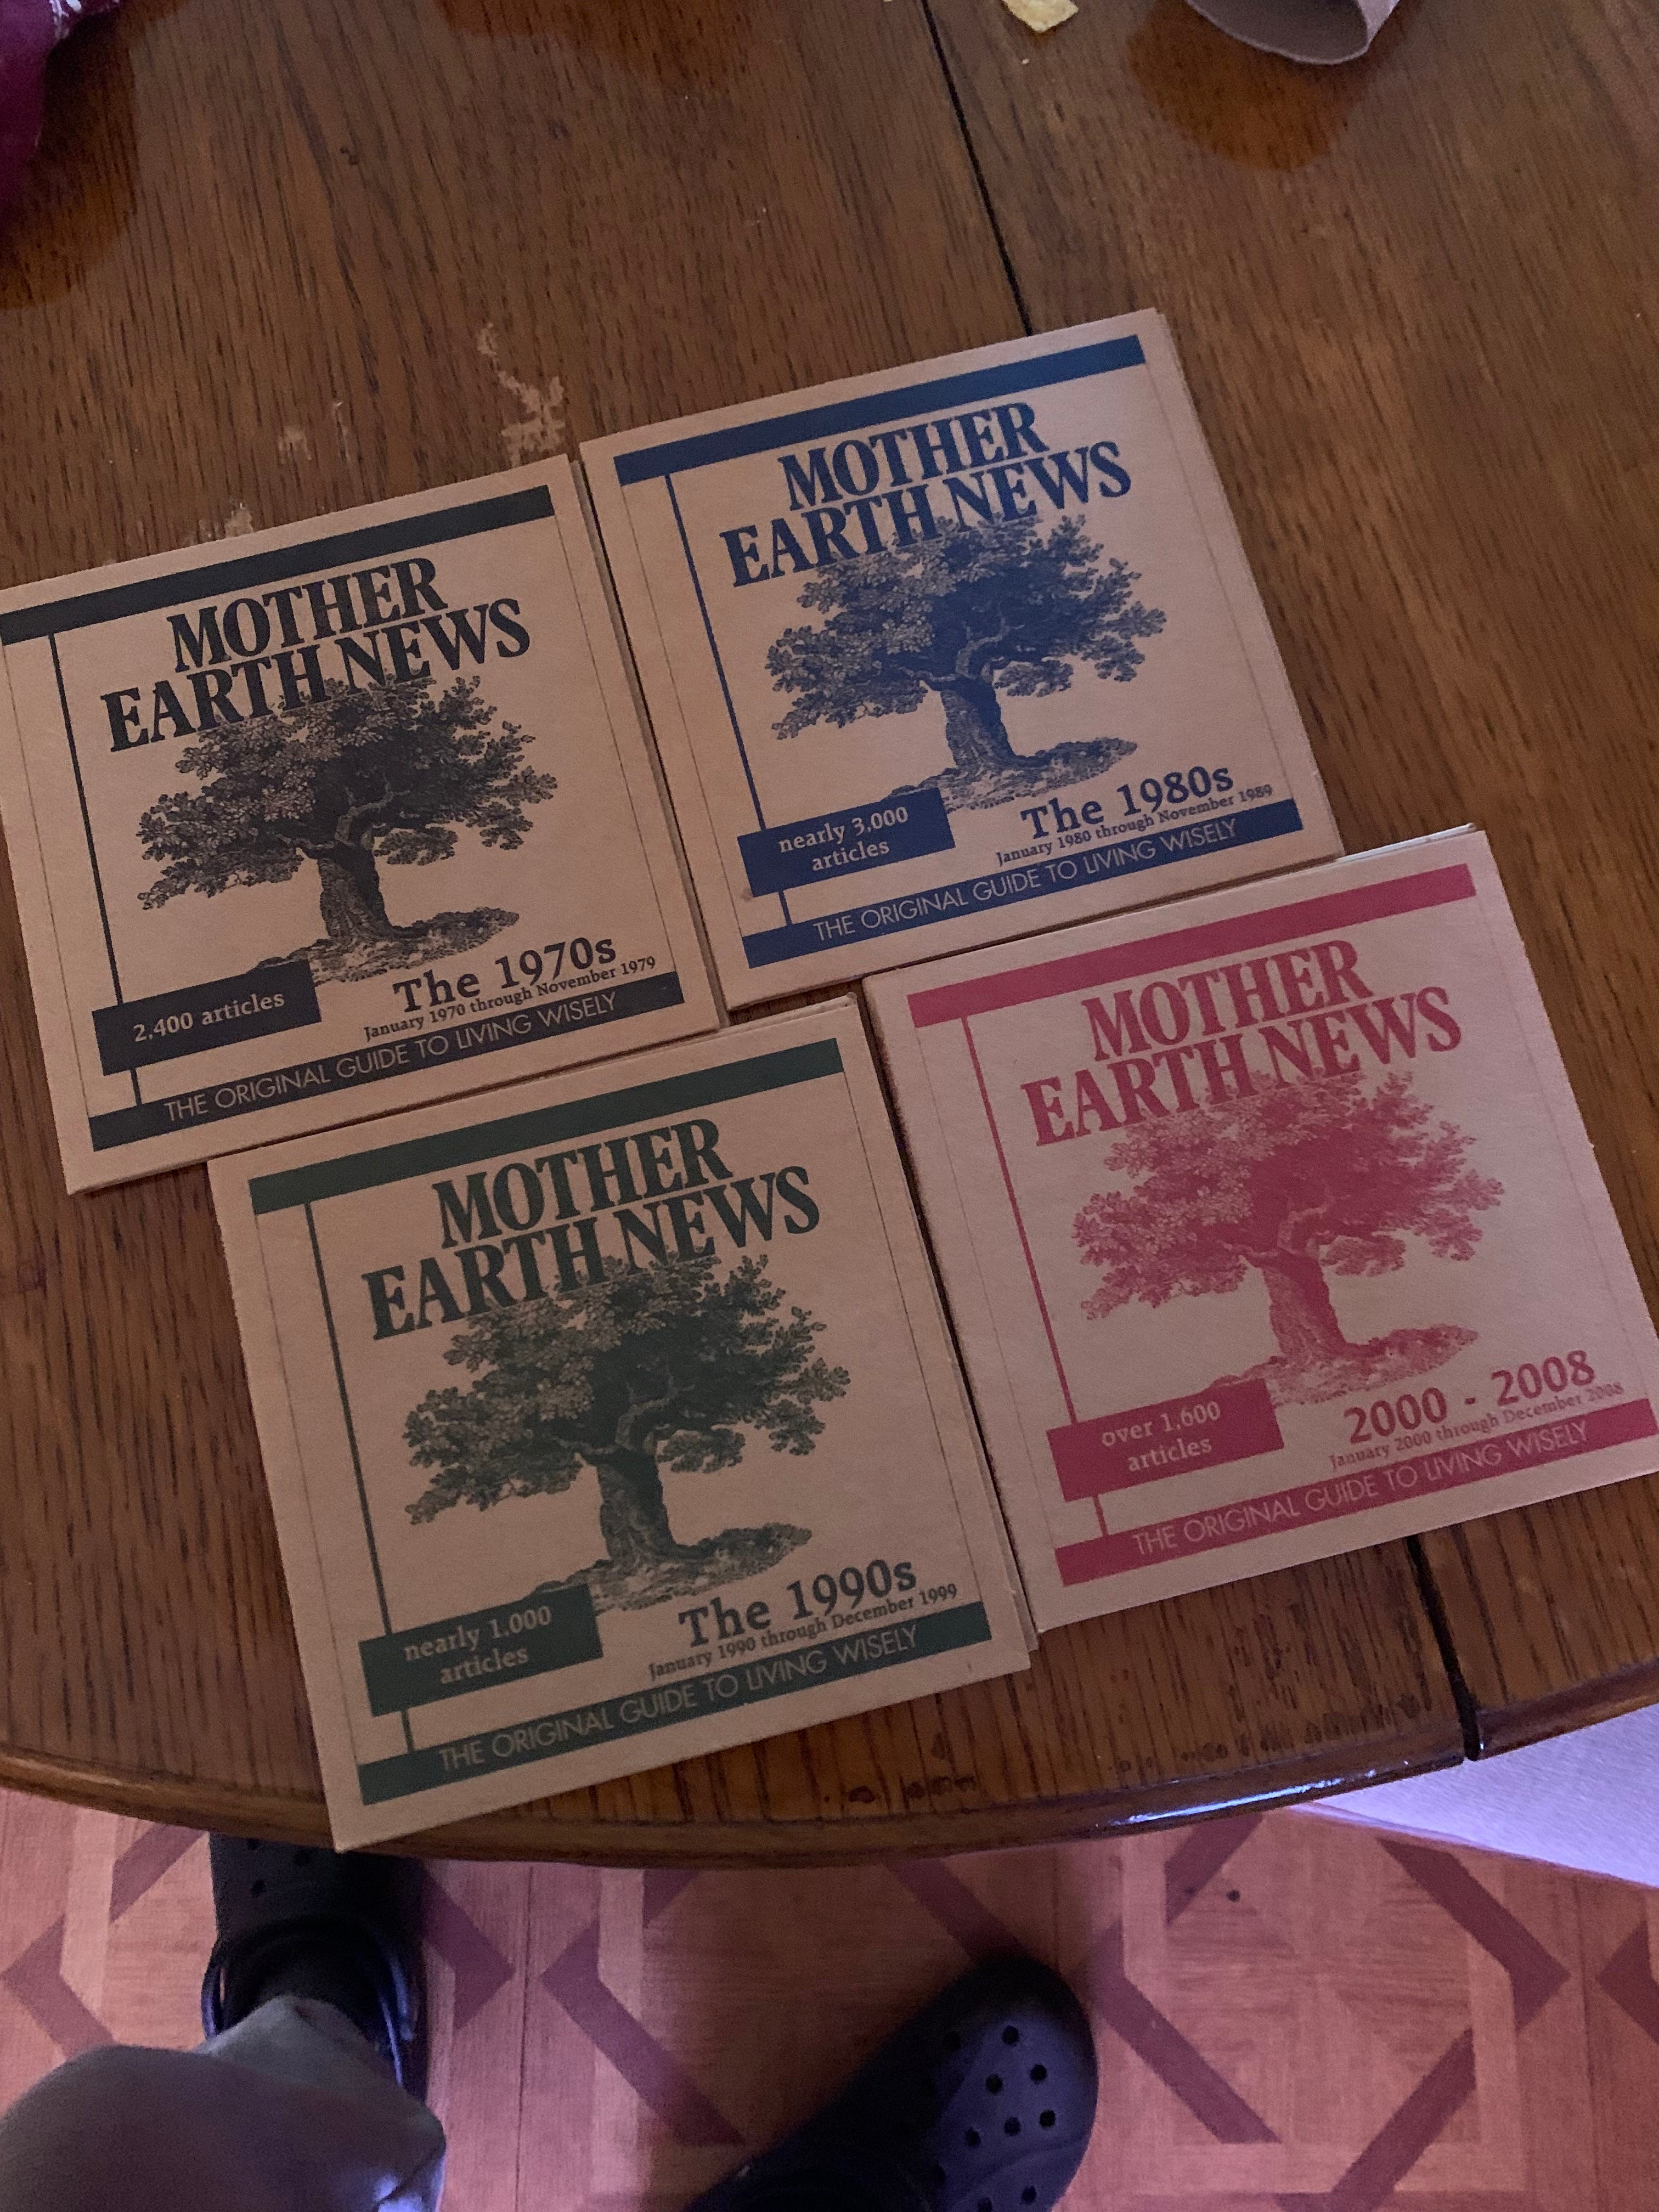 MOTHER
EARTH NEWS
2,400 articles
The 1970s
January 1970 through November 1979
THE ORIGINAL GUIDE TO LIVING WISELY
MOTHER
EARTH NEWS
nearly 3,000
articles
The 1980s
January 1980 through November 1989
THE ORIGINAL GUIDE TO LIVING WISELY
MOTHER
EARTH NEWS
nearly 1,000
articles
The 1990s
January 1990 through December 1999
THE ORIGINAL GUIDE TO LIVING WISELY
MOTHER
EARTH NEWS
over 1,600
articles
2000 - 2008
January 2000 through December 2008
THE ORIGINAL GUIDE TO LIVING WISELY